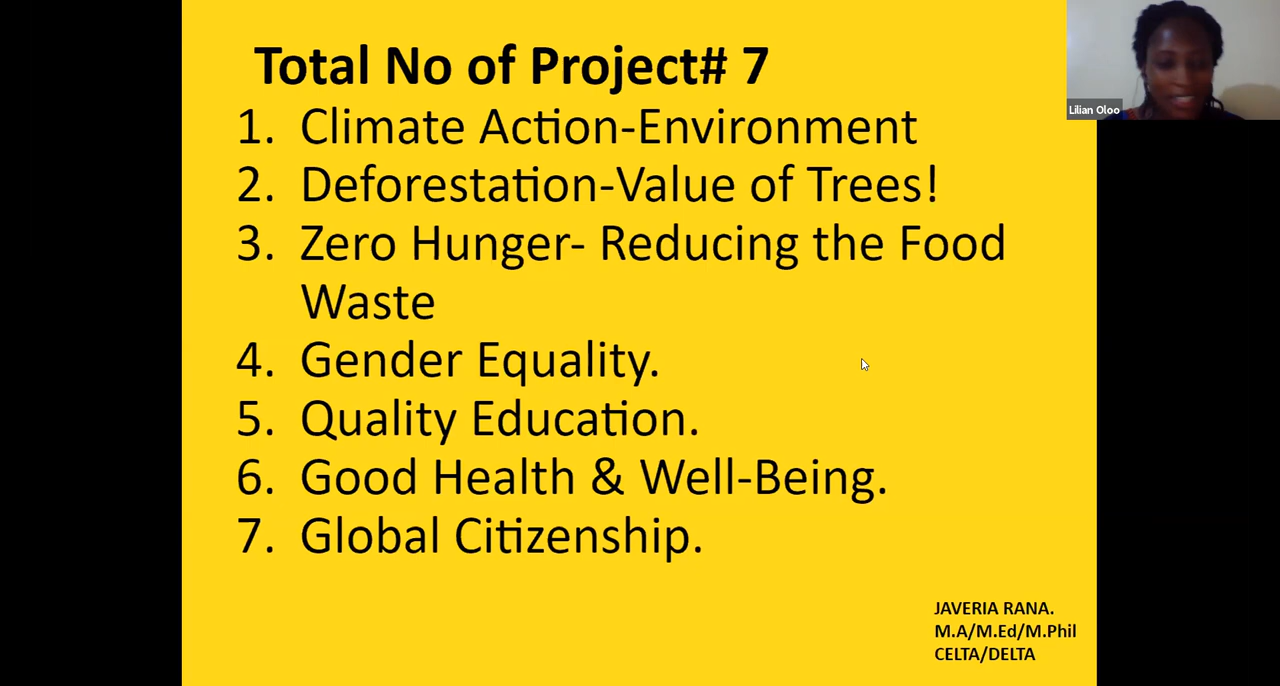 Total No of Project# 7
1. Climate Action-Environment
2. Deforestation-Value of Trees!
3. Zero Hunger- Reducing the Food
Waste
4. Gender Equality.
5. Quality Education.
6. Good Health & Well-Being.
7. Global Citizenship.
JAVERIA RANA.
M.A/M.Ed/M.Phil
CELTA/DELTA
Lilian Oloo